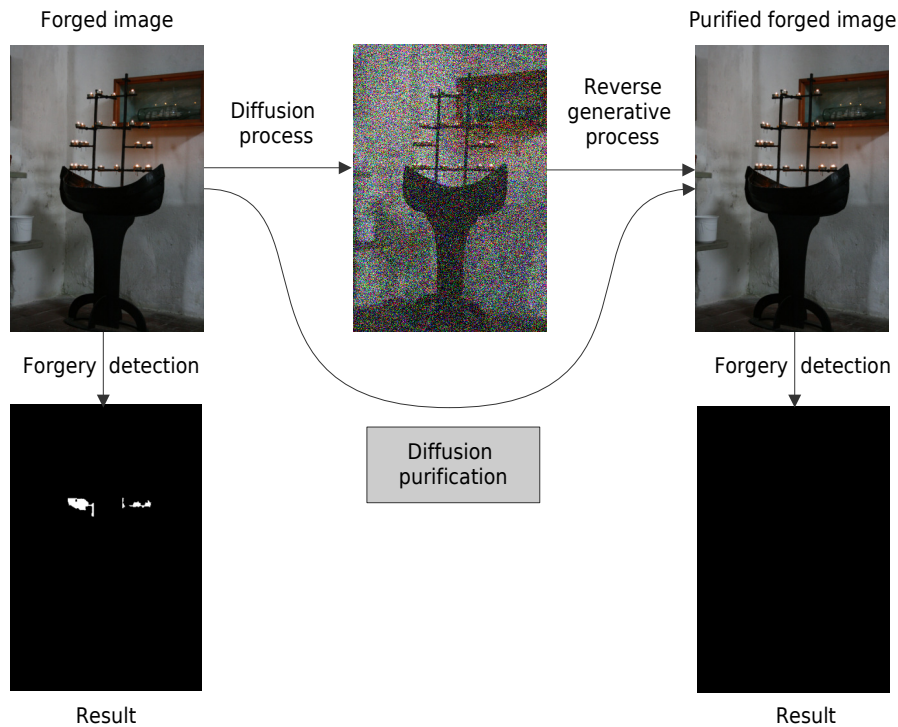 Forged image
Purified forged image
Diffusion
process
Reverse
generative
process
Forgery detection
Forgery detection
Diffusion
purification
Result
Result